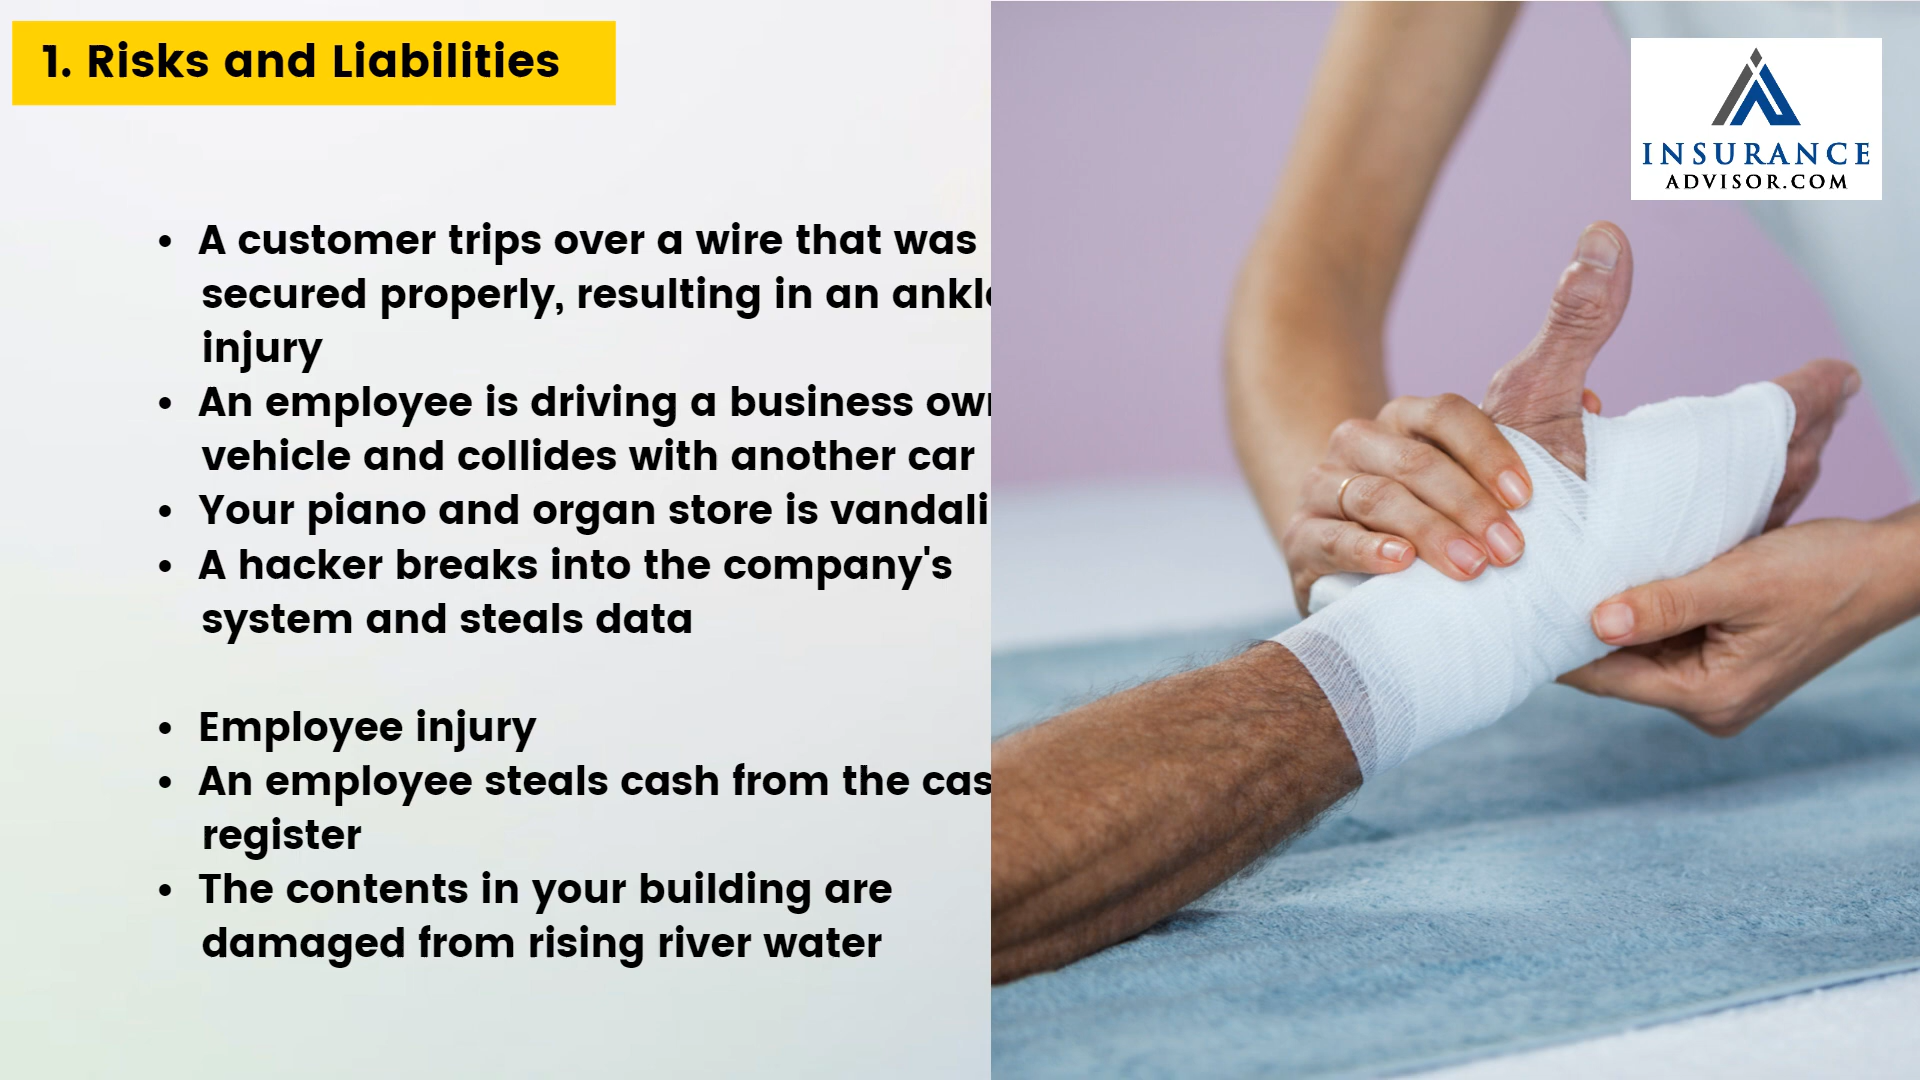 1. Risks and Liabilities
INSURANCE
ADVISOR.COM
• A customer trips over a wire that was
secured properly, resulting in an ankl
injury
• An employee is driving a business
vehicle and collides with another car
• Your piano and organ store is
• A hacker breaks into the company's
system and steals data
• Employee injury
• An employee steals cash from the
register
• The contents in your building are
damaged from rising river water